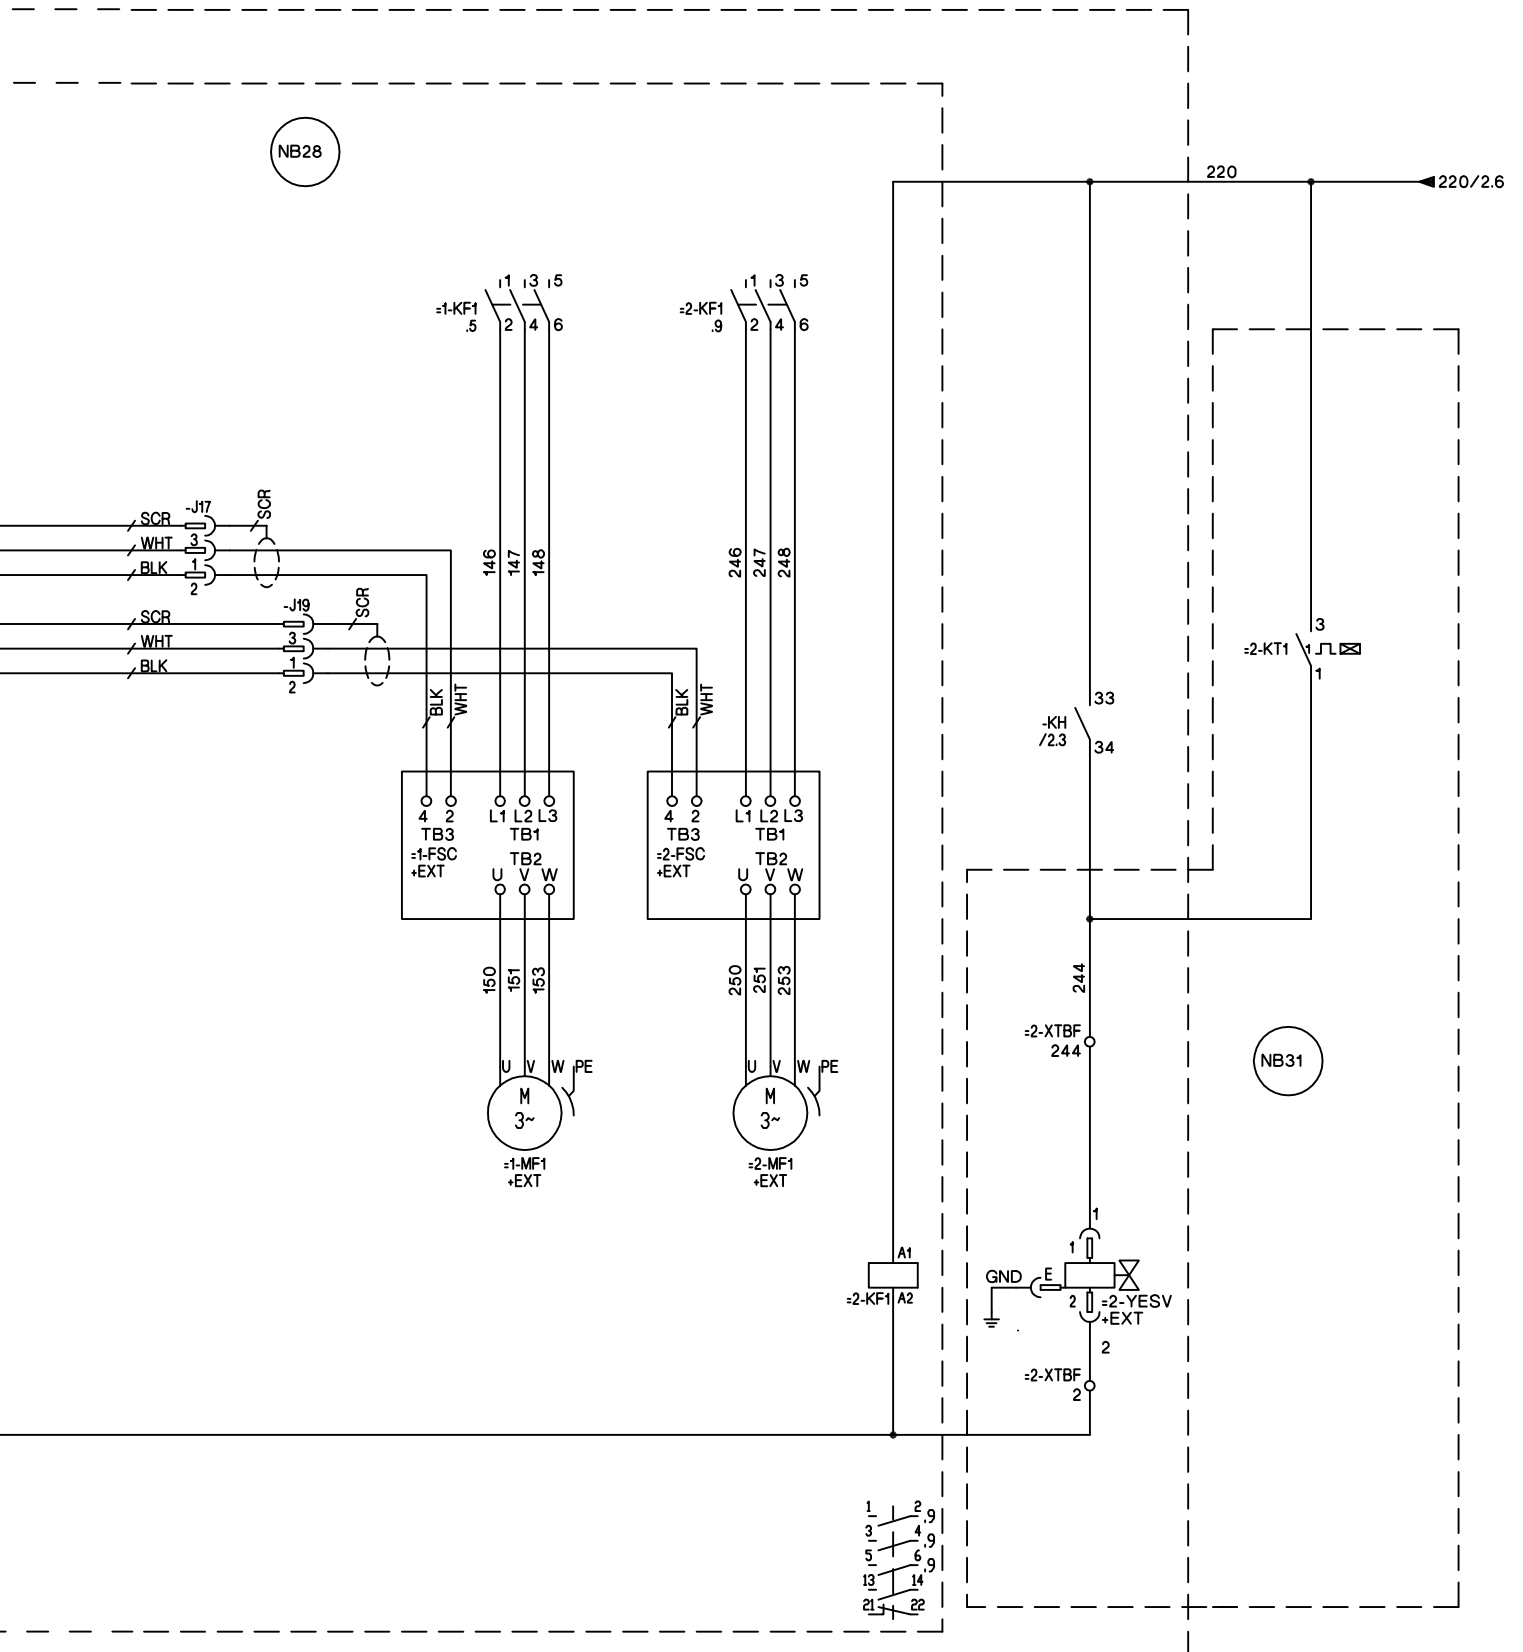 NB28
220
220/2.6
1 3 5
=1-KF1
.5
2 4 6
1 3 5
=2-KF1
.9
2 4 6
SCR
-J17
SCR
WHT
3
BLK
1
2
146
147
148
246
247
248
SCR
-J19
SCR
WHT
3
BLK
1
2
BLK
WHT
BLK
WHT
3
=2-KT1
1
1
33
-KH
/2.3
34
4 2 L1 L2 L3
TB3 TB1
=1-FSC
+EXT
TB2
U V W
4 2 L1 L2 L3
TB3 TB1
=2-FSC
+EXT
TB2
U V W
150
151
153
250
251
253
244
=2-XTBF
244
NB31
U V W PE
M
3~
=1-MF1
+EXT
U V W PE
M
3~
=2-MF1
+EXT
1
1
A1
=2-KF1 A2
GND E
2
=2-YESV
+EXT
2
=2-XTBF
2
1 2 .9
3 4 .9
5 6 .9
13 14
21 22